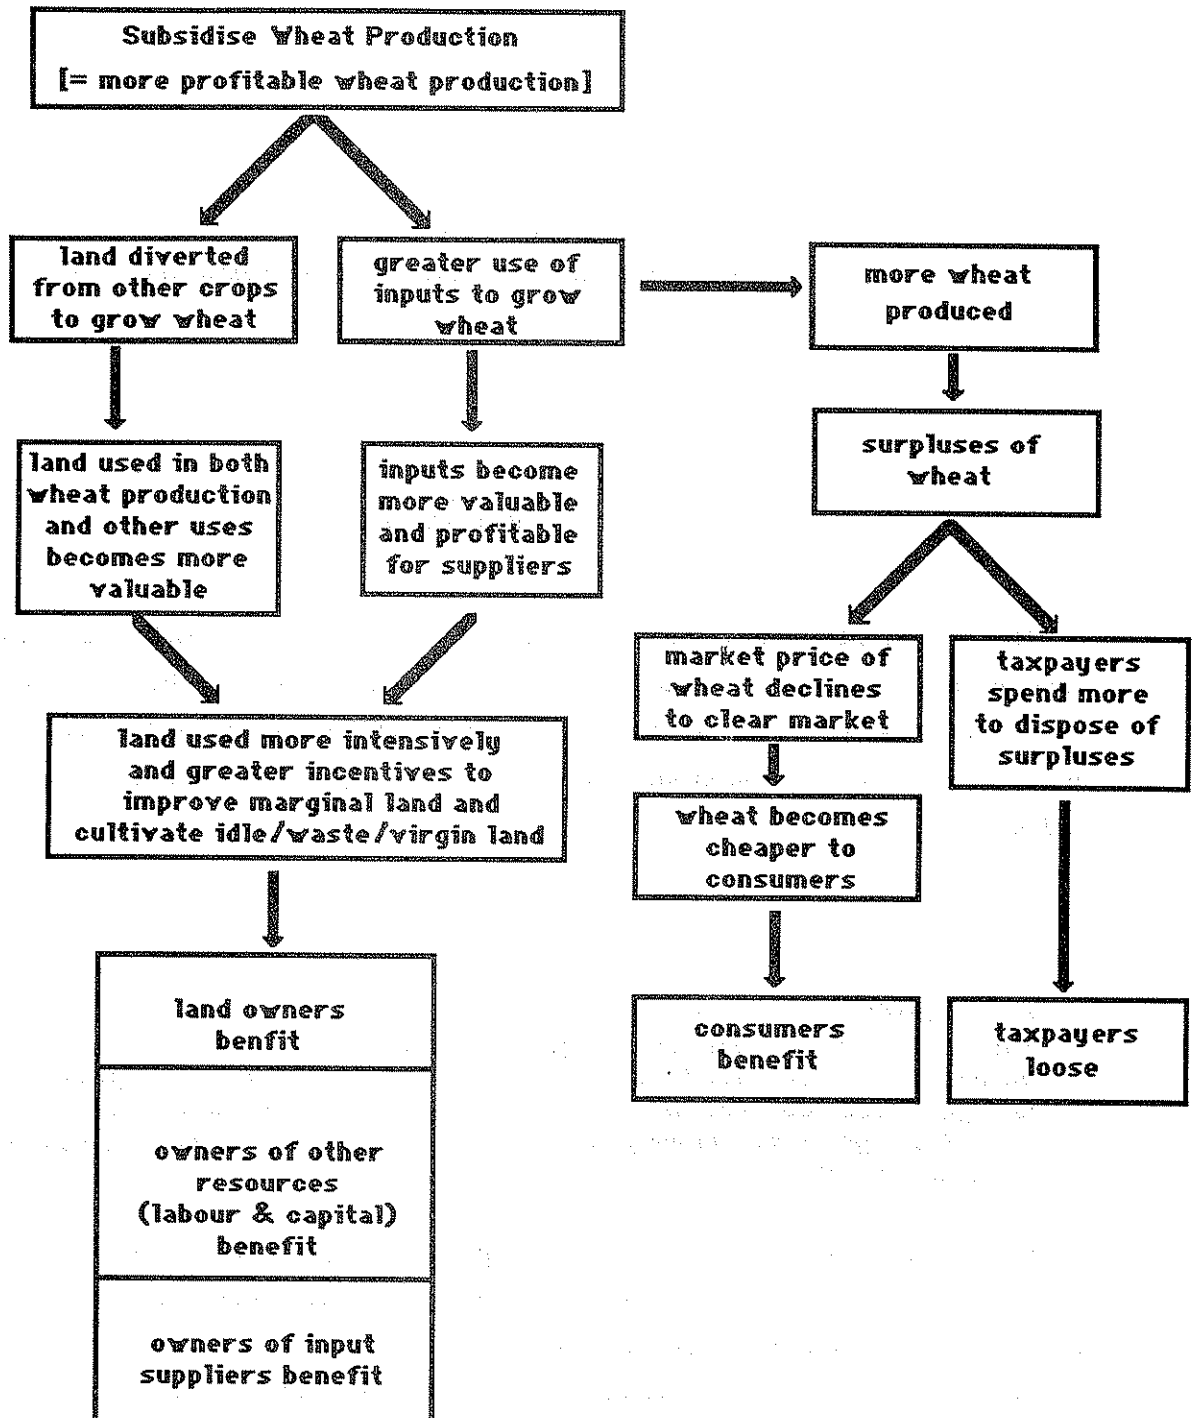 Subsidise Wheat Production
[= more profitable wheat production]
land diverted
from other crops
to grow wheat
greater use of
inputs to grow
wheat
more wheat
produced
land used in both
wheat production
and other uses
becomes more
valuable
inputs become
more valuable
and profitable
for suppliers
surpluses of
wheat
market price of
wheat declines
to clear market
taxpayers
spend more
to dispose of
surpluses
land used more intensively
and greater incentives to
improve marginal land and
cultivate idle/waste/virgin land
wheat becomes
cheaper to
consumers
land owners
benfit
owners of other
resources
(labour & capital)
benefit
owners of input
suppliers benefit
consumers
benefit
taxpayers
loose